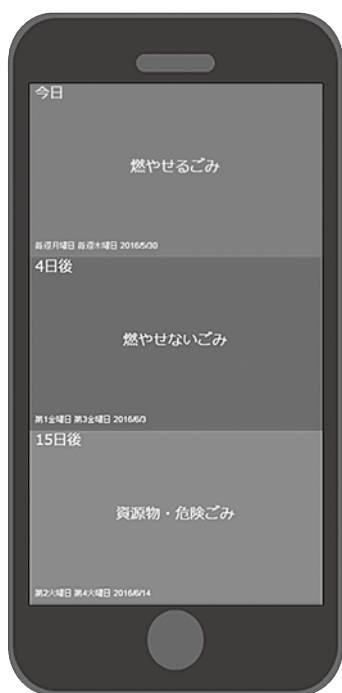 今日
燃やせるごみ
毎週月曜日 毎週木曜日 2016/5/30
4日後
燃やせないごみ
第1金曜日 第3金曜日 2016/6/3
15日後
資源物・危険ごみ
第2火曜日 第4火曜日 2016/6/14